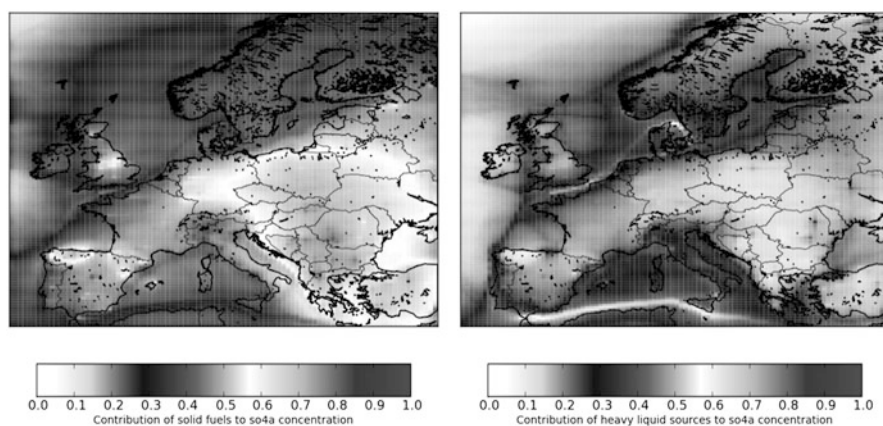 0.0 0.1 0.2 0.3 0.4 0.5 0.6 0.7 0.8 0.9 1.0
Contribution of solid fuels to so4a concentration
0.0 0.1 0.2 0.3 0.4 0.5 0.6 0.7 0.8 0.9 1.0
Contribution of heavy liquid sources to so4a concentration